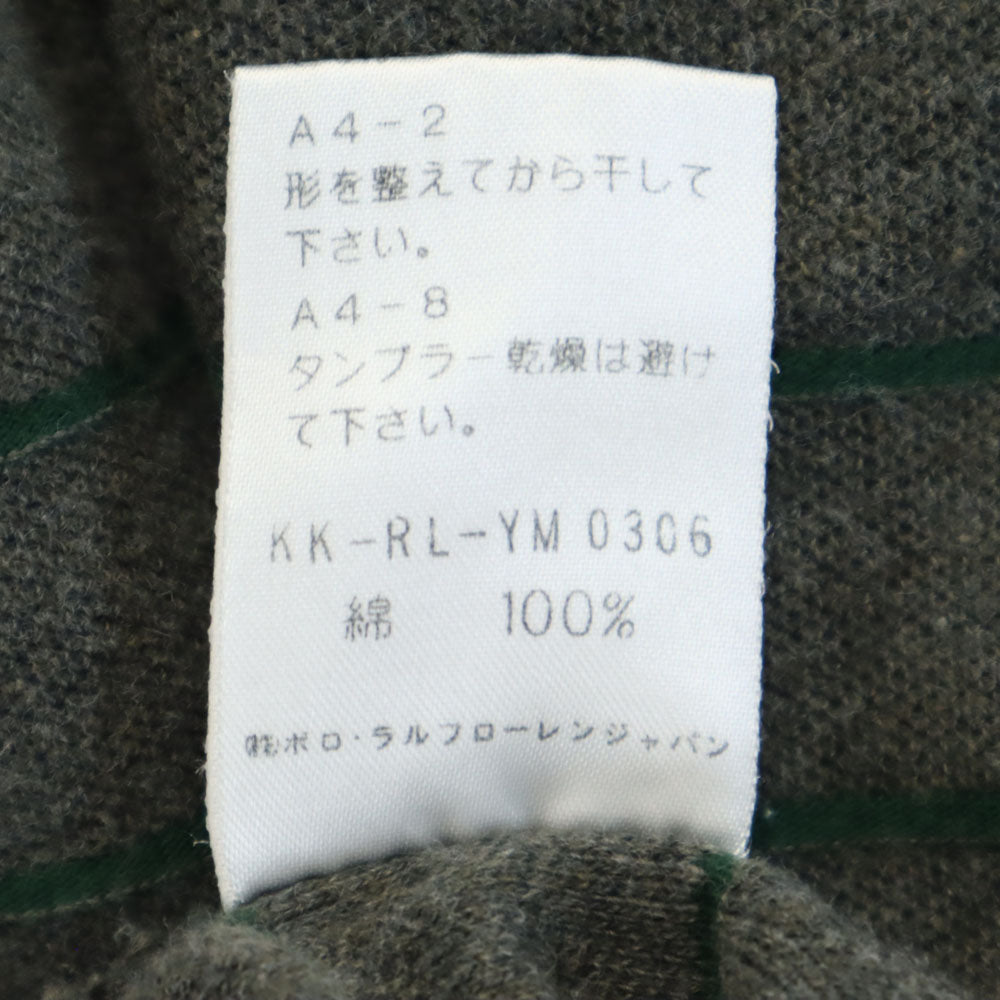 A4-2
形を整えてから干して
下さい。
A4-8
タンブラー乾燥は避け
て下さい。
KK-RL-YM 0306
綿 100%
㈱ポロ・ラルフローレンジャパン